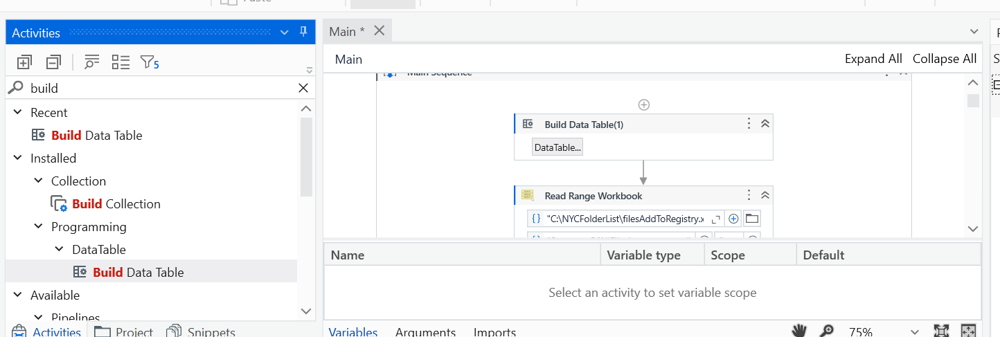 Paste
Activities
5
build
Recent
Build Data Table
Installed
Collection
Build Collection
Programming
DataTable
Build Data Table
Available
Pipelines
Activities Project Snippets
Main *
Main Expand All Collapse All
Main Sequence
Build Data Table(1)
DataTable...
Read Range Workbook
"C:\NYCFolderList\filesAddToRegistry.x
Name Variable type Scope Default
Select an activity to set variable scope
Variables Arguments Imports 75%